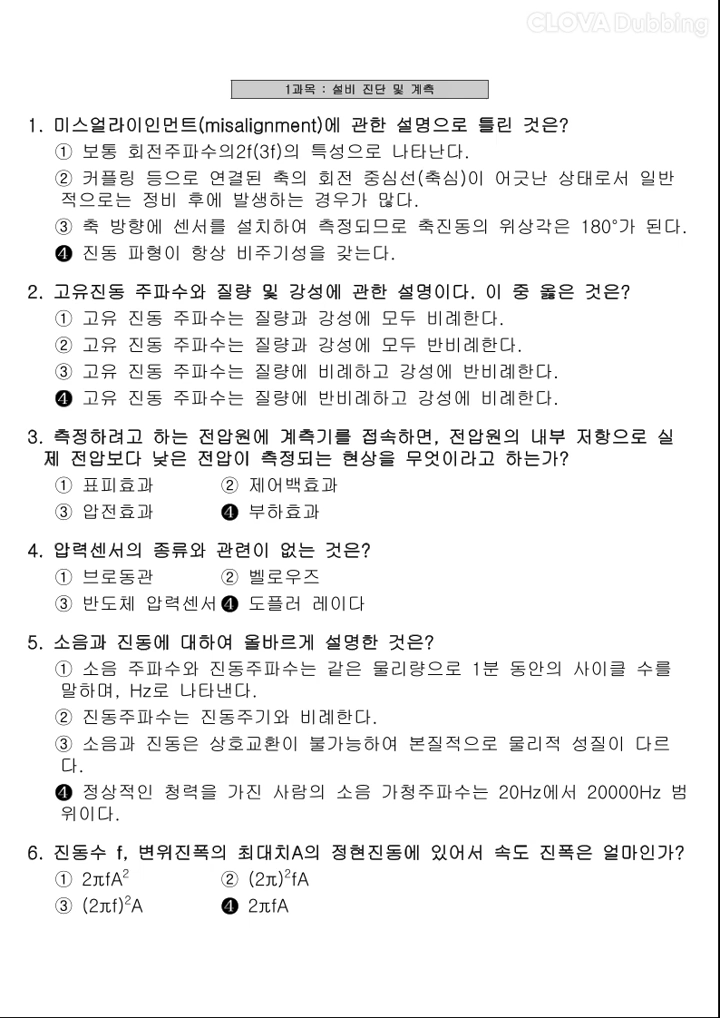 CLOVA Dubbing
1과목 : 설비 진단 및 계측
1. 미스얼라이인먼트(misalignment)에 관한 설명으로 틀린 것은?
① 보통 회전주파수의2f(3f)의 특성으로 나타난다.
② 커플링 등으로 연결된 축의 회전 중심선(축심)이 어긋난 상태로서 일반
적으로는 정비 후에 발생하는 경우가 많다.
③ 축 방향에 센서를 설치하여 측정되므로 축진동의 위상각은 180°가 된다.
❹ 진동 파형이 항상 비주기성을 갖는다.
2. 고유진동 주파수와 질량 및 강성에 관한 설명이다. 이 중 옳은 것은?
① 고유 진동 주파수는 질량과 강성에 모두 비례한다.
② 고유 진동 주파수는 질량과 강성에 모두 반비례한다.
③ 고유 진동 주파수는 질량에 비례하고 강성에 반비례한다.
❹ 고유 진동 주파수는 질량에 반비례하고 강성에 비례한다.
3. 측정하려고 하는 전압원에 계측기를 접속하면, 전압원의 내부 저항으로 실
제 전압보다 낮은 전압이 측정되는 현상을 무엇이라고 하는가?
① 표피효과 ② 제어백효과
③ 압전효과 ❹ 부하효과
4. 압력센서의 종류와 관련이 없는 것은?
① 브로동관 ② 벨로우즈
③ 반도체 압력센서 ❹ 도플러 레이다
5. 소음과 진동에 대하여 올바르게 설명한 것은?
① 소음 주파수와 진동주파수는 같은 물리량으로 1분 동안의 사이클 수를
말하며, Hz로 나타낸다.
② 진동주파수는 진동주기와 비례한다.
③ 소음과 진동은 상호교환이 불가능하여 본질적으로 물리적 성질이 다르
다.
❹ 정상적인 청력을 가진 사람의 소음 가청주파수는 20Hz에서 20000Hz 범
위이다.
6. 진동수 f, 변위진폭의 최대치A의 정현진동에 있어서 속도 진폭은 얼마인가?
① 2πfA² ② (2π)²fA
③ (2πf)²A ❹ 2πfA